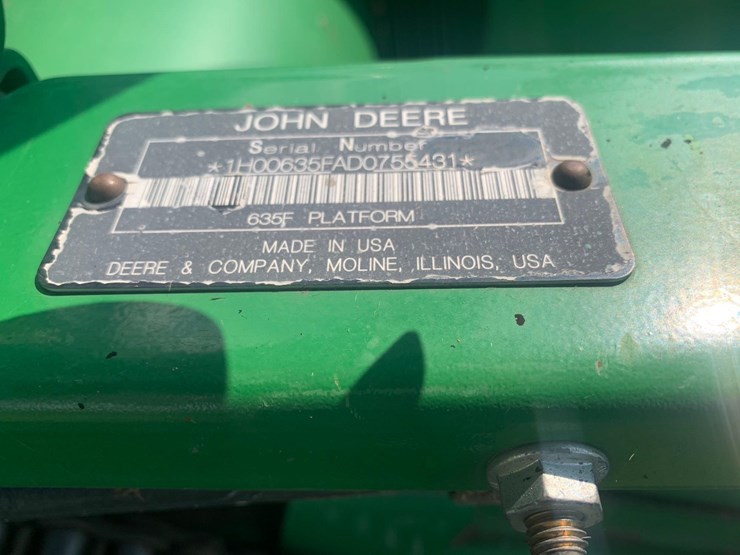 JOHN DEERE
Serial Number
*1H00635FAD0755431*
635F PLATFORM
MADE IN USA
DEERE & COMPANY, MOLINE, ILLINOIS, USA